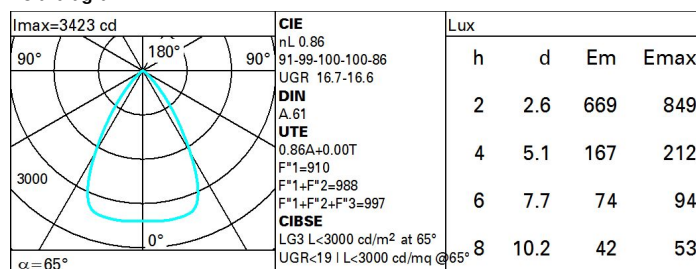 Imax=3423 cd
90°
180°
90°
3000
0°
α=65°
CIE
nL 0.86
91-99-100-100-86
UGR 16.7-16.6
DIN
A.61
UTE
0.86A+0.00T
F"1=910
F"1+F"2=988
F"1+F"2+F"3=997
CIBSE
LG3 L<3000 cd/m² at 65°
UGR<19 | L<3000 cd/mq @65°
Lux
h d Em Emax
2 2.6 669 849
4 5.1 167 212
6 7.7 74 94
8 10.2 42 53